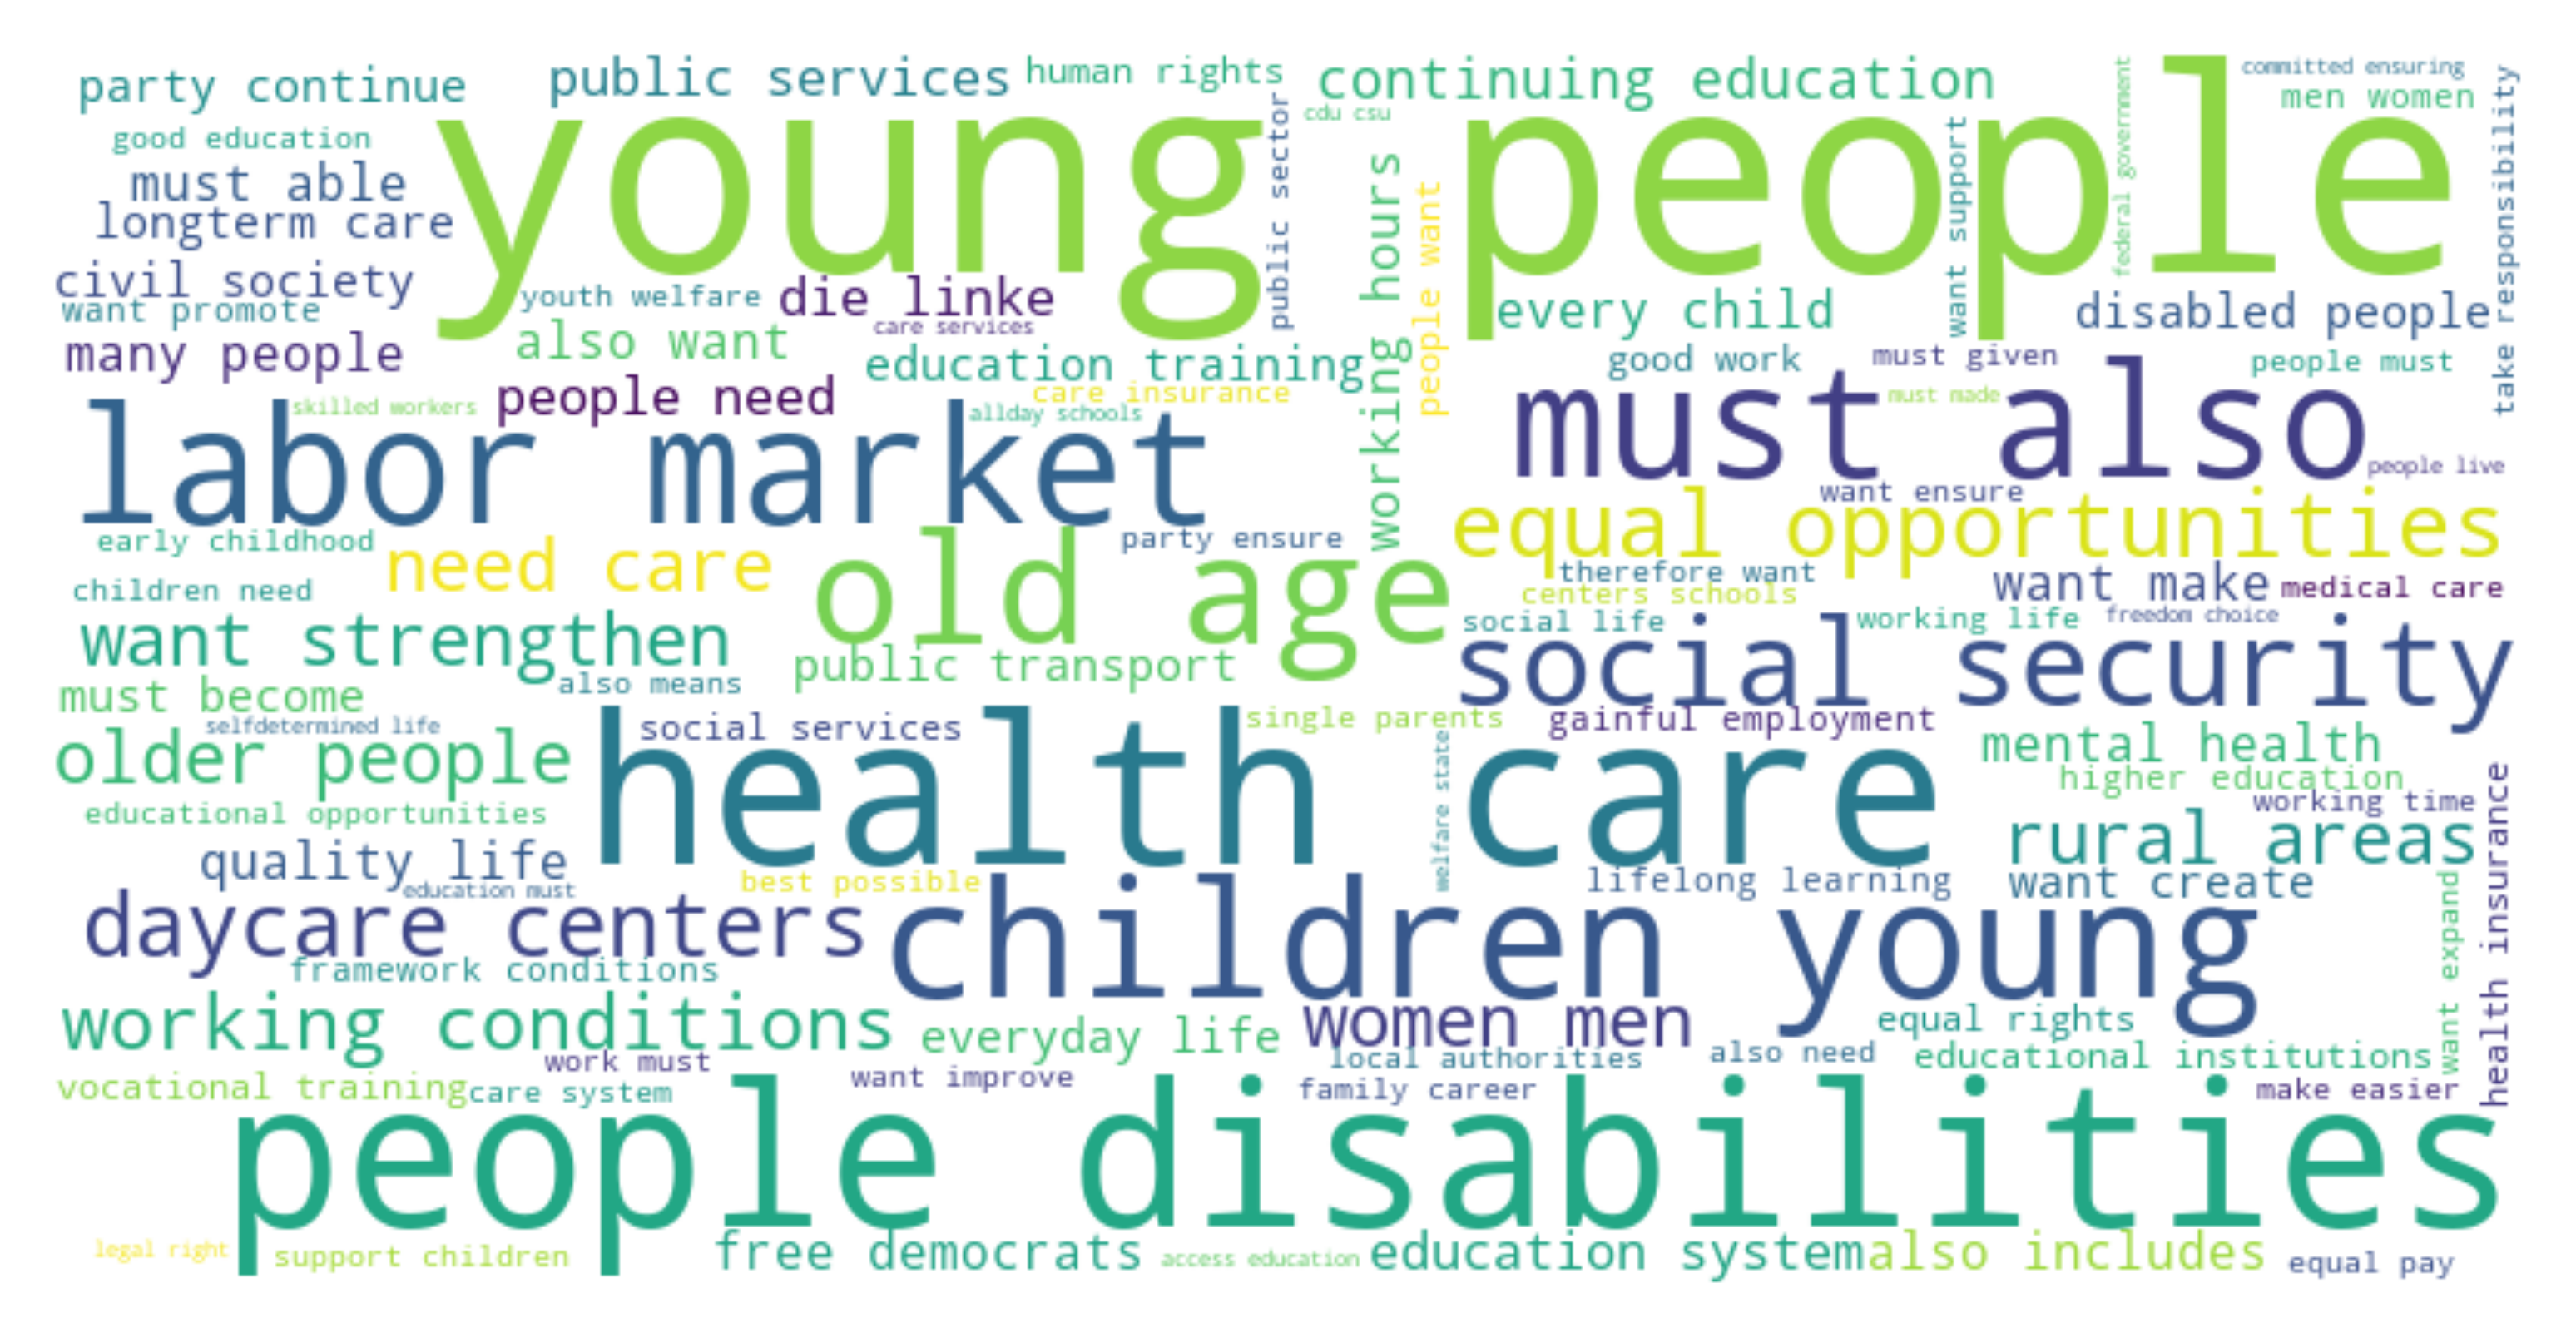 party continue
public services
human rights
continuing education
committed ensuring
men women
cdu csu
good education
young people
must able
longterm care
public sector
working hours
people want
want support
federal government
take responsibility
civil society
want promote
youth welfare
die linke
care services
every child
disabled people
many people
also want
education training
good work
must given
people must
skilled workers
people need
care insurance
allday schools
must made
must also
labor market
people live
want ensure
equal opportunities
early childhood
need care
old age
party ensure
therefore want
centers schools
want make
medical care
children need
want strengthen
public transport
social life
working life
freedom choice
social security
must become
also means
selfdetermined life
social services
single parents
gainful employment
older people
health care
welfare state
mental health
higher education
working time
health insurance
educational opportunities
rural areas
quality life
education must
best possible
lifelong learning
want create
want expand
daycare centers
children young
framework conditions
working conditions
everyday life
women men
equal rights
work must
want improve
local authorities
also need
educational institutions
vocational training
care system
family career
make easier
people disabilities
legal right
support children
free democrats
access education
education system
also includes
equal pay